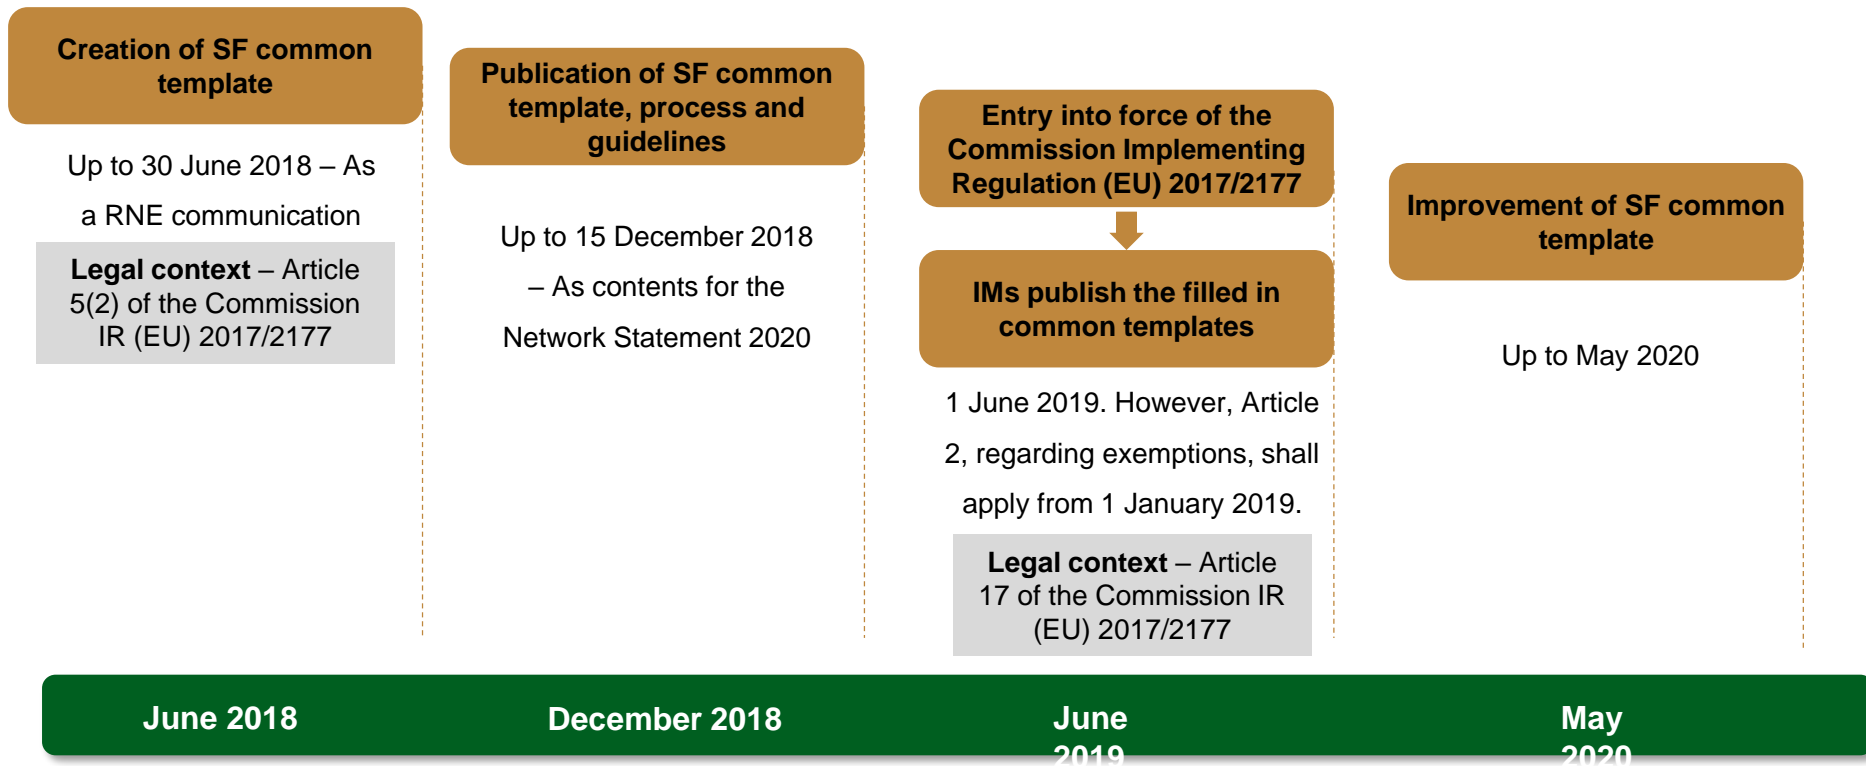 Creation of SF common
template
Up to 30 June 2018 – As
a RNE communication
Legal context – Article
5(2) of the Commission
IR (EU) 2017/2177
Publication of SF common
template, process and
guidelines
Up to 15 December 2018
– As contents for the
Network Statement 2020
Entry into force of the
Commission Implementing
Regulation (EU) 2017/2177
IMs publish the filled in
common templates
1 June 2019. However, Article
2, regarding exemptions, shall
apply from 1 January 2019.
Legal context – Article
17 of the Commission IR
(EU) 2017/2177
Improvement of SF common
template
Up to May 2020
June 2018
December 2018
June
2019
May
2020